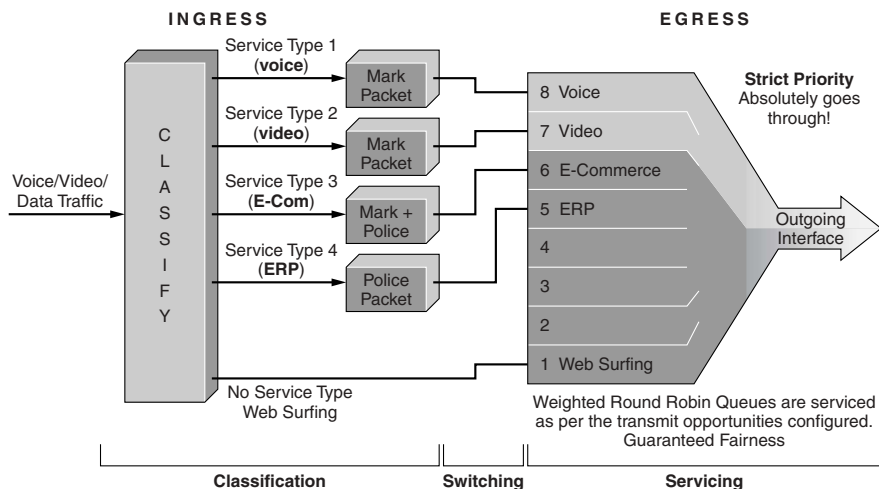 INGRESS
EGRESS
Voice/Video/
Data Traffic
C
L
A
S
S
I
F
Y
Service Type 1
(voice)
Mark
Packet
Service Type 2
(video)
Mark
Packet
Service Type 3
(E-Com)
Mark +
Police
Service Type 4
(ERP)
Police
Packet
No Service Type
Web Surfing
8 Voice
7 Video
6 E-Commerce
5 ERP
4
3
2
1 Web Surfing
Strict Priority
Absolutely goes
through!
Outgoing
Interface
Weighted Round Robin Queues are serviced
as per the transmit opportunities configured.
Guaranteed Fairness
Classification
Switching
Servicing